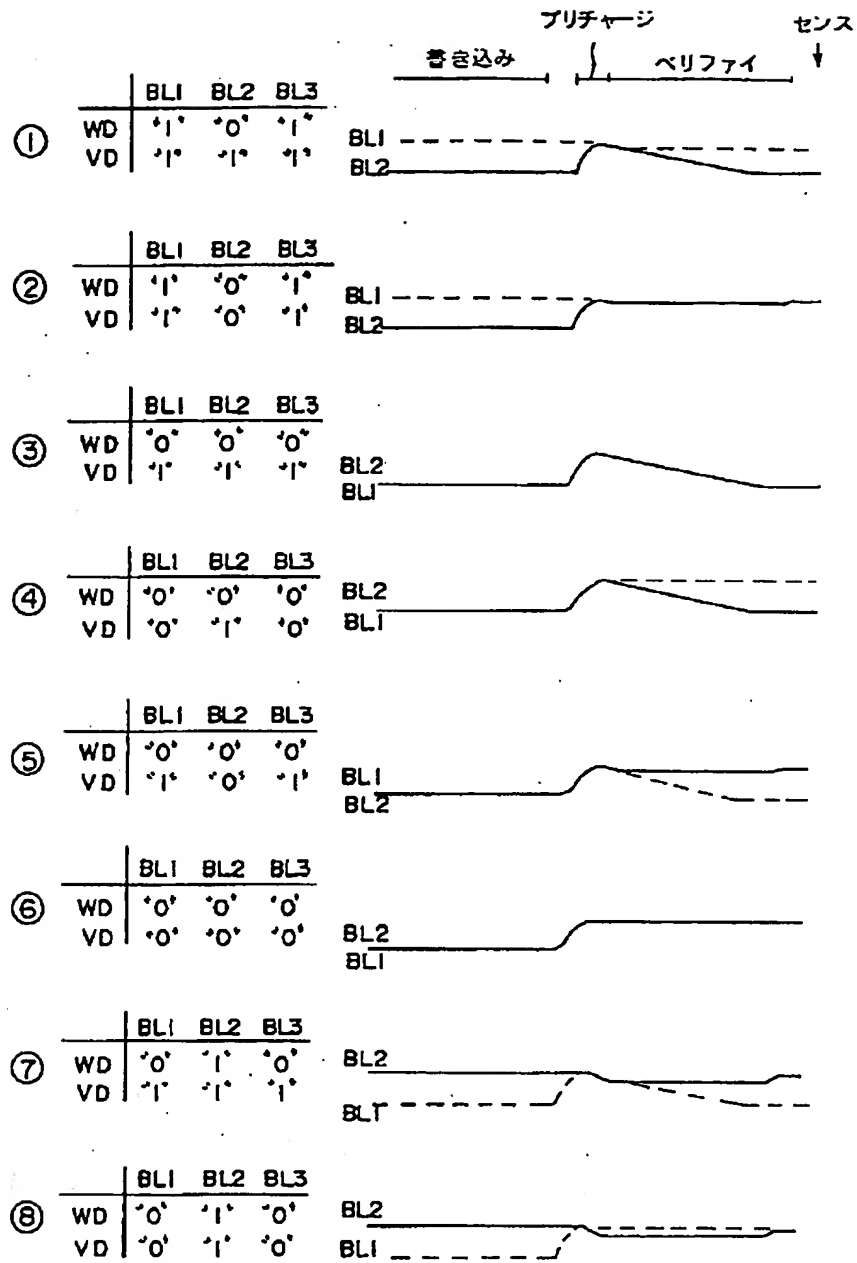 プリチャージ センス
書き込み ベリファイ ↓
① BL1 BL2 BL3
WD "1" "0" "1"
VD "1" "1" "1"
BL1
BL2
② BL1 BL2 BL3
WD "1" "0" "1"
VD "1" "0" "1"
BL1
BL2
③ BL1 BL2 BL3
WD "0" "0" "0"
VD "1" "1" "1"
BL2
BL1
④ BL1 BL2 BL3
WD "0" "0" "0"
VD "0" "1" "0"
BL2
BL1
⑤ BL1 BL2 BL3
WD "0" "0" "0"
VD "1" "0" "1"
BL1
BL2
⑥ BL1 BL2 BL3
WD "0" "0" "0"
VD "0" "0" "0"
BL2
BL1
⑦ BL1 BL2 BL3
WD "0" "1" "0"
VD "1" "1" "1"
BL2
BL1
⑧ BL1 BL2 BL3
WD "0" "1" "0"
VD "0" "1" "0"
BL2
BL1